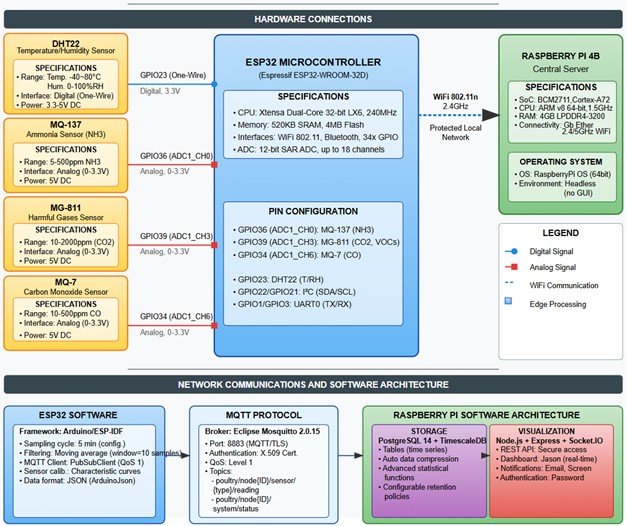 HARDWARE CONNECTIONS
DHT22
Temperature/Humidity Sensor
SPECIFICATIONS
• Range: Temp. -40~80°C
Hum. 0-100%RH
• Interface: Digital (One-Wire)
• Power: 3.3-5V DC
MQ-137
Ammonia Sensor (NH3)
SPECIFICATIONS
• Range: 5-500ppm NH3
• Interface: Analog (0-3.3V)
• Power: 5V DC
MG-811
Harmful Gases Sensor
SPECIFICATIONS
• Range: 10-2000ppm (CO2)
• Interface: Analog (0-3.3V)
• Power: 5V DC
MQ-7
Carbon Monoxide Sensor
SPECIFICATIONS
• Range: 10-500ppm CO
• Interface: Analog (0-3.3V)
• Power: 5V DC
GPIO23 (One-Wire)
Digital, 3.3V
GPIO36 (ADC1_CH0)
Analog, 0-3.3V
GPIO39 (ADC1_CH3)
Analog, 0-3.3V
GPIO34 (ADC1_CH6)
Analog, 0-3.3V
ESP32 MICROCONTROLLER
(Espressif ESP32-WROOM-32D)
SPECIFICATIONS
• CPU: Xtensa Dual-Core 32-bit LX6, 240MHz
• Memory: 520KB SRAM, 4MB Flash
• Interfaces: WiFi 802.11, Bluetooth, 34x GPIO
• ADC: 12-bit SAR ADC, up to 18 channels
PIN CONFIGURATION
• GPIO36 (ADC1_CH0): MQ-137 (NH3)
• GPIO39 (ADC1_CH3): MG-811 (CO2, VOCs)
• GPIO34 (ADC1_CH6): MQ-7 (CO)
• GPIO23: DHT22 (T/RH)
• GPIO22/GPIO21: I²C (SDA/SCL)
• GPIO1/GPIO3: UART0 (TX/RX)
WiFi 802.11n
2.4GHz
Protected Local
Network
RASPBERRY PI 4B
Central Server
SPECIFICATIONS
• SoC: BCM2711,Cortex-A72
• CPU: ARM v8 64-bit,1.5GHz
• RAM: 4GB LPDDR4-3200
• Connectivity: Gb Ether
2.4/5GHz WiFi
OPERATING SYSTEM
• OS: RaspberryPi OS (64bit)
• Environment: Headless
(no GUI)
LEGEND
Digital Signal
Analog Signal
WiFi Communication
Edge Processing
NETWORK COMMUNICATIONS AND SOFTWARE ARCHITECTURE
ESP32 SOFTWARE
Framework: Arduino/ESP-IDF
• Sampling cycle: 5 min (config.)
• Filtering: Moving average (window=10 samples)
• MQTT Client: PubSubClient (QoS 1)
• Sensor calib.: Characteristic curves
• Data format: JSON (ArduinoJson)
MQTT PROTOCOL
Broker: Eclipse Mosquitto 2.0.15
• Port: 8883 (MQTT/TLS)
• Authentication: X.509 Cert.
• QoS: Level 1
• Topics:
- poultry/node{ID}/sensor/
{type}/reading
- poultry/node{ID}/
system/status
RASPBERRY PI SOFTWARE ARCHITECTURE
STORAGE
PostgreSQL 14 + TimescaleDB
• Tables (time series)
• Auto data compression
• Advanced statistical
functions
• Configurable retention
policies
VISUALIZATION
Node.js + Express + Socket.IO
• REST API: Secure access
• Dashboard: Jason (real-time)
• Notifications: Email, Screen
• Authentication: Password